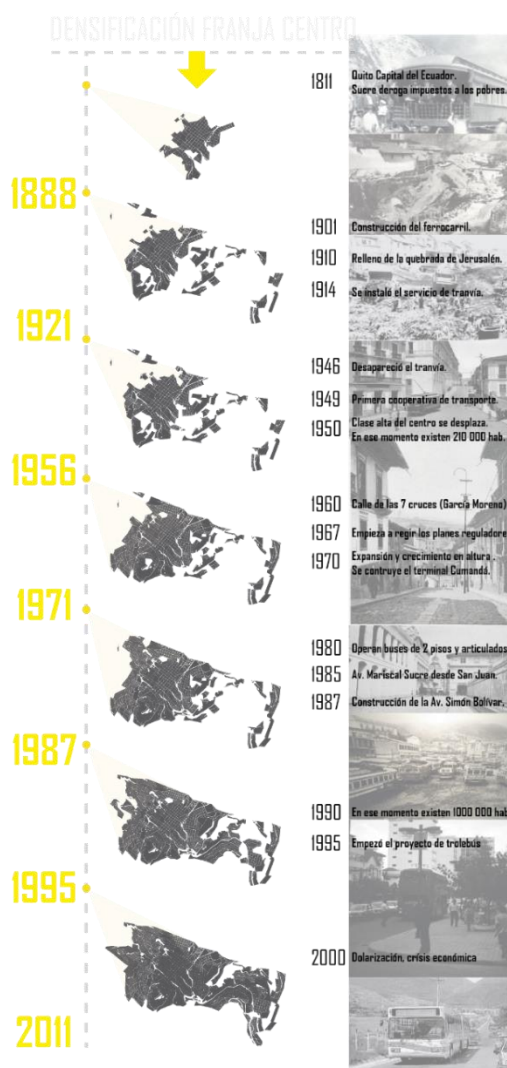 DENSIFICACIÓN FRANJA CENTRO
1811 Quito Capital del Ecuador.
Sucre deroga impuestos a los pobres.
1888
1901 Construcción del ferrocarril.
1910 Relleno de la quebrada de Jerusalén.
1914 Se instaló el servicio de tranvía.
1921
1946 Desapareció el tranvía.
1949 Primera cooperativa de transporte.
1950 Clase alta del centro se desplaza.
En ese momento existen 210 000 hab.
1956
1960 Calle de las 7 cruces (García Moreno)
1967 Empieza a regir los planes reguladore
1970 Expansión y crecimiento en altura .
Se contruye el terminal Cumandá.
1971
1980 Operan buses de 2 pisos y articulados
1985 Av. Mariscal Sucre desde San Juan.
1987 Construcción de la Av. Simón Bolívar,
1987
1990 En ese momento existen 1000 000 hab
1995 Empezó el proyecto de trolebús
1995
2000 Dolarización, crisis económica
2011